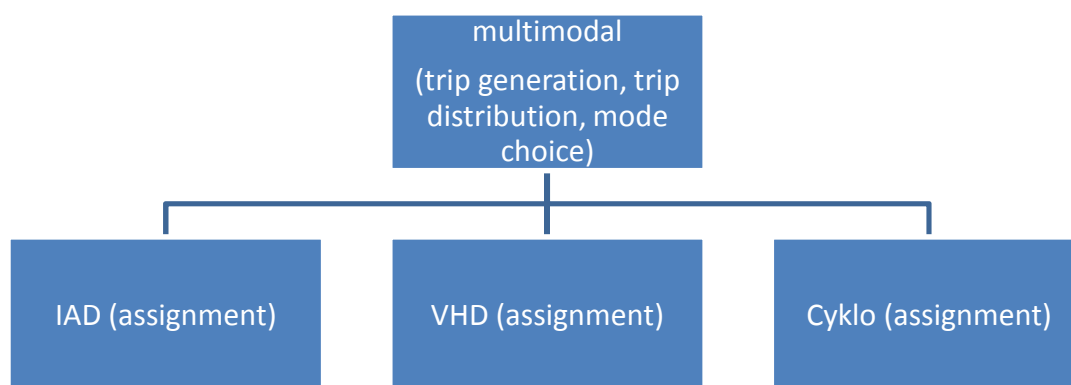 multimodal
(trip generation, trip
distribution, mode
choice)
IAD (assignment)
VHD (assignment)
Cyklo (assignment)